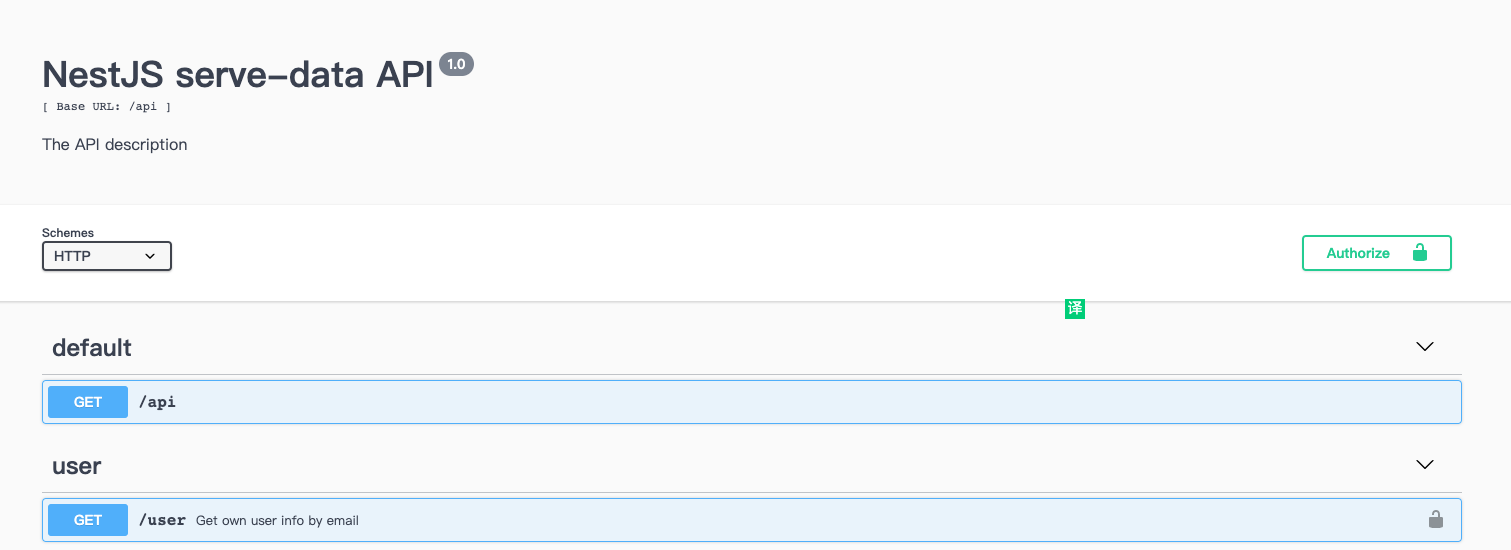 NestJS serve-data API 1.0
[ Base URL: /api ]
The API description
Schemes
HTTP
Authorize
译
default
GET /api
user
GET /user Get own user info by email